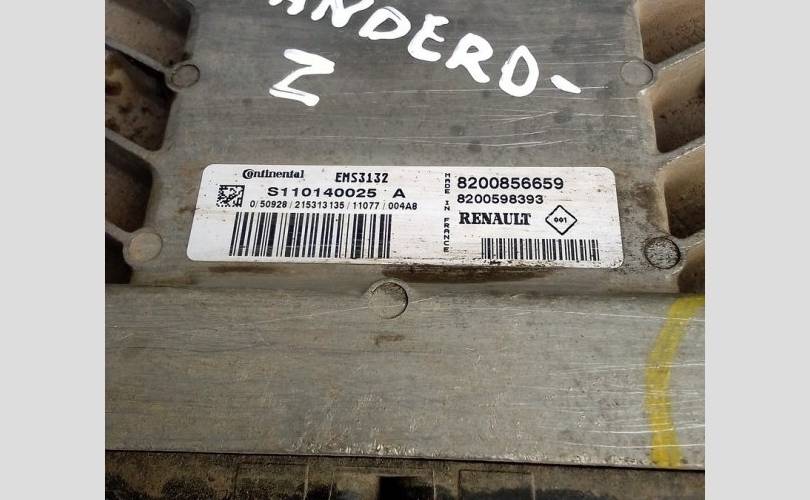 ANDERO-
Z
Continental EMS3132
S110140025 A
0/50928/215313135/11077/004A8
MADE IN FRANCE
8200856659
8200598393
RENAULT 001